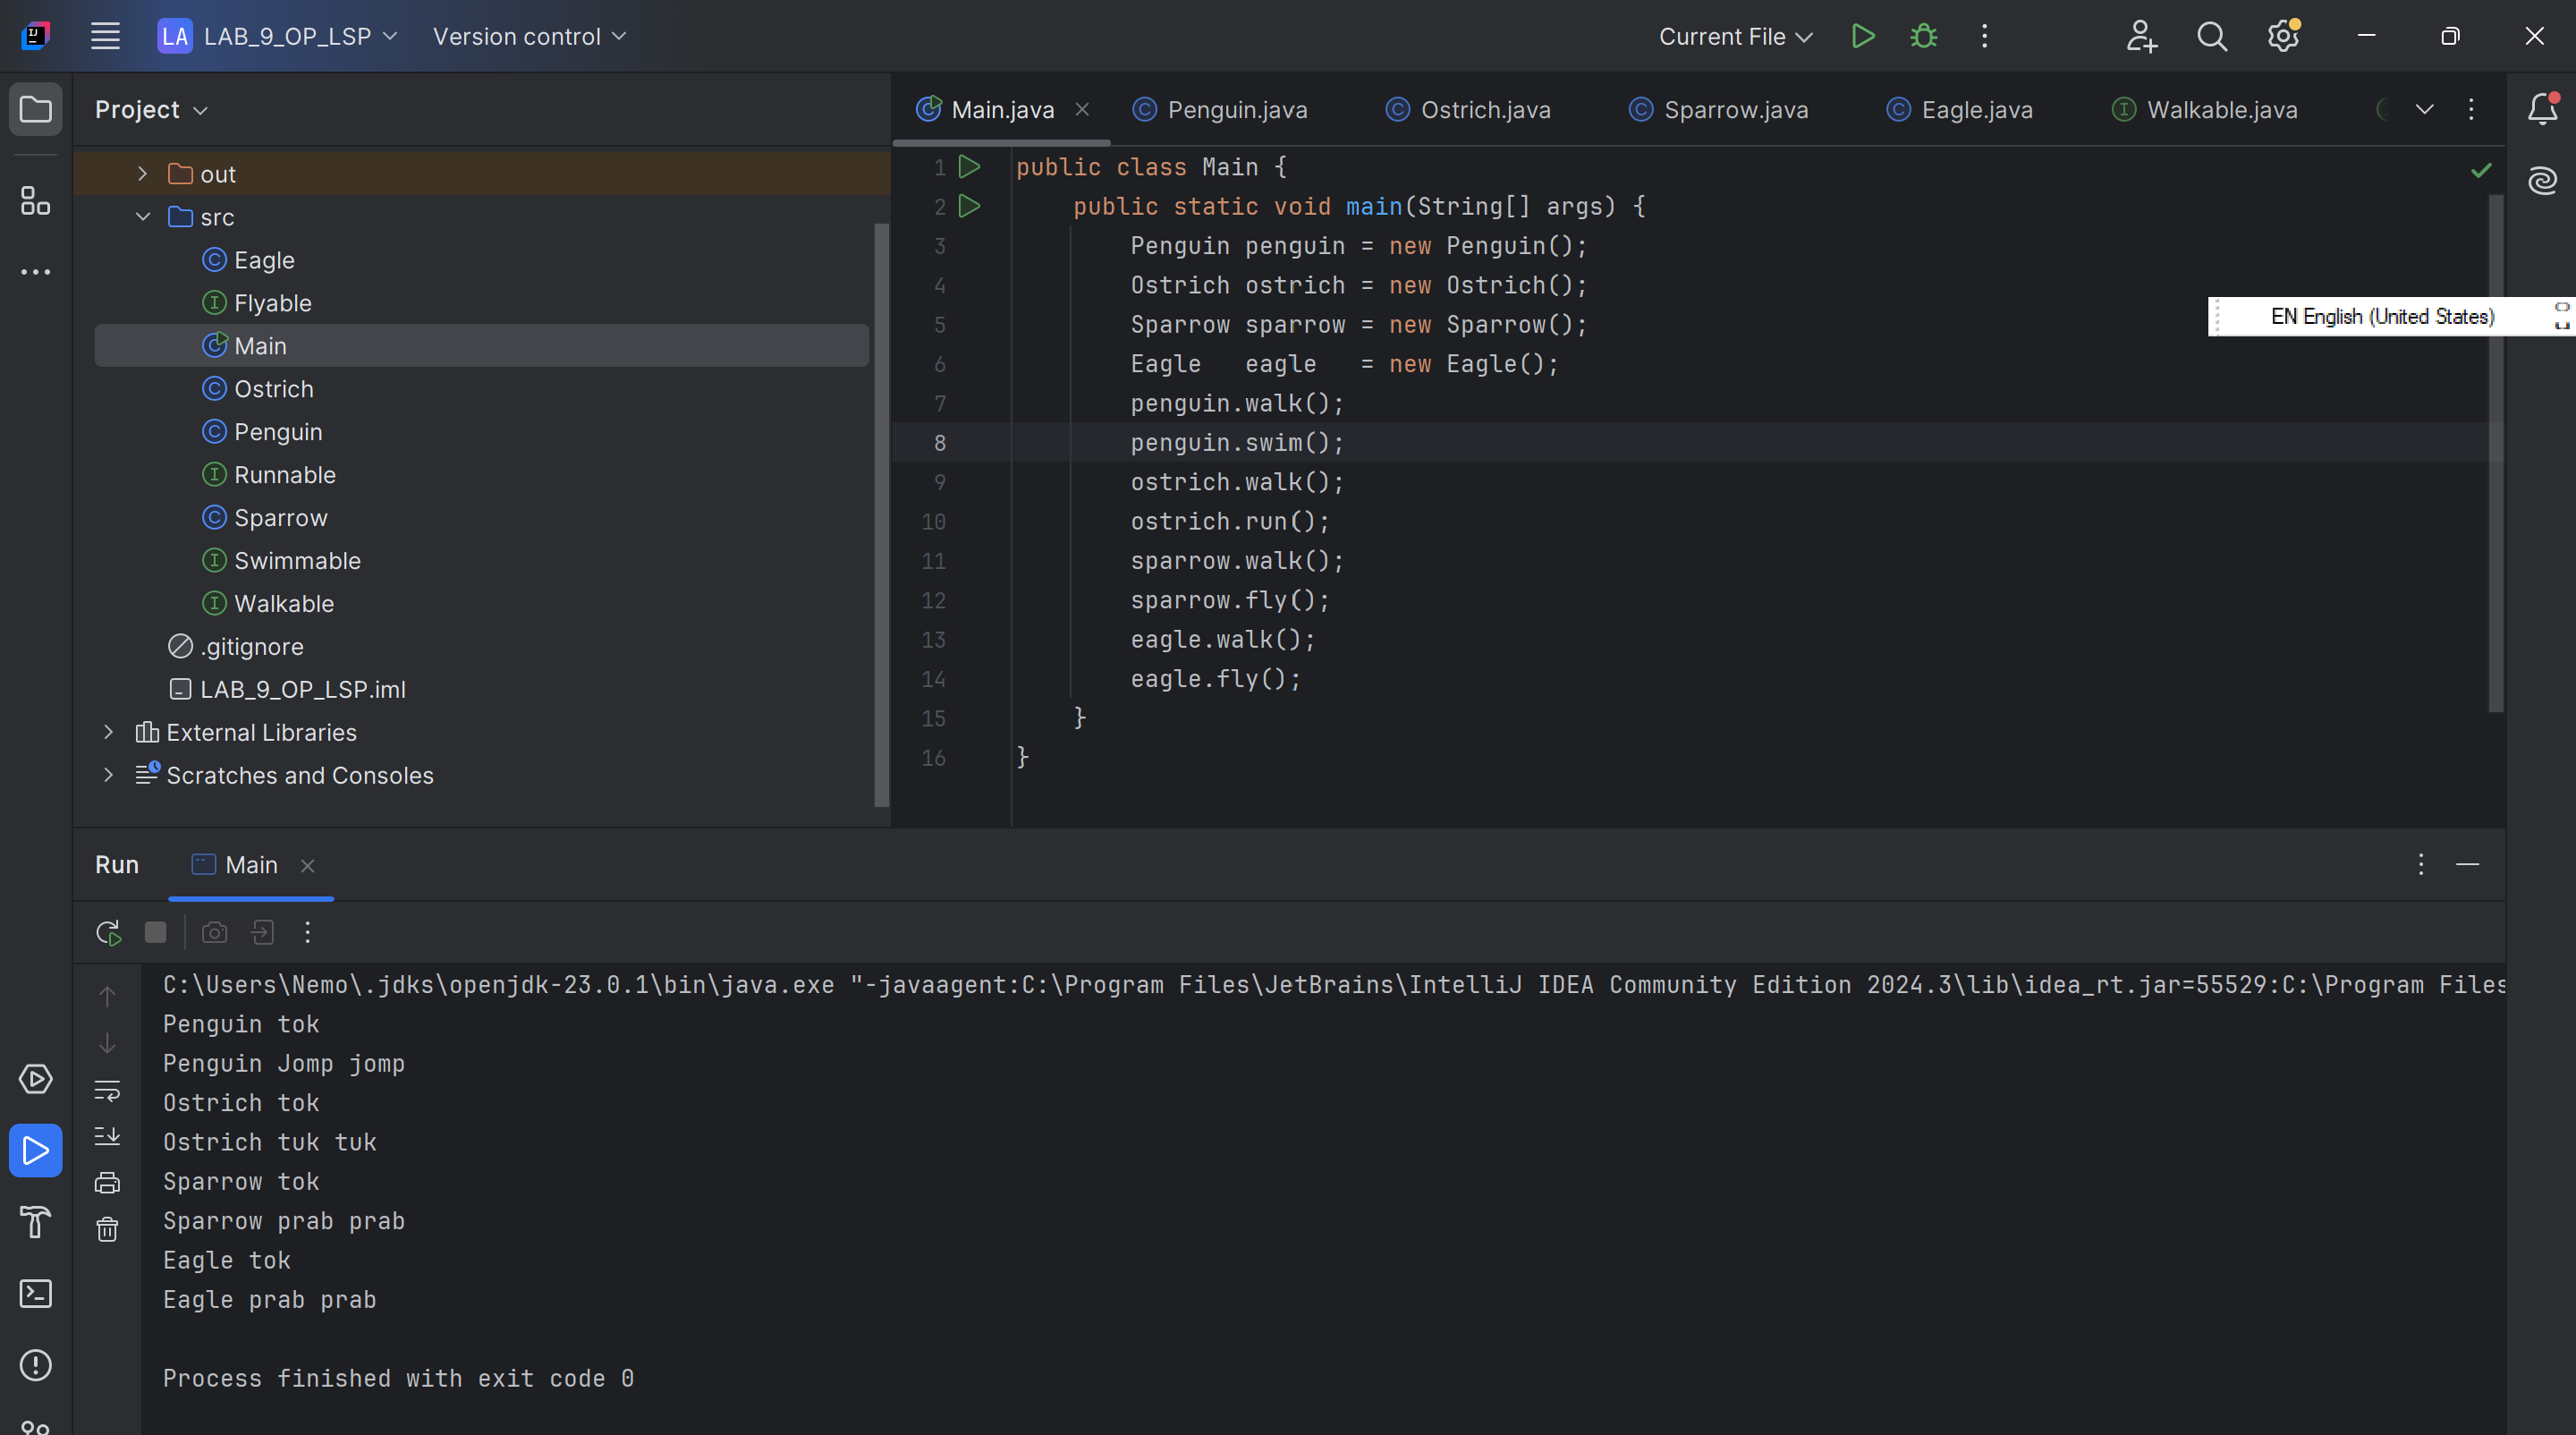 LA LAB_9_OP_LSP Version control Current File
Project
Main.java Penguin.java Ostrich.java Sparrow.java Eagle.java Walkable.java
out
src
Eagle
Flyable
Main
Ostrich
Penguin
Runnable
Sparrow
Swimmable
Walkable
.gitignore
LAB_9_OP_LSP.iml
External Libraries
Scratches and Consoles
1 public class Main {
2     public static void main(String[] args) {
3         Penguin penguin = new Penguin();
4         Ostrich ostrich = new Ostrich();
5         Sparrow sparrow = new Sparrow();
6         Eagle   eagle   = new Eagle();
7         penguin.walk();
8         penguin.swim();
9         ostrich.walk();
10         ostrich.run();
11         sparrow.walk();
12         sparrow.fly();
13         eagle.walk();
14         eagle.fly();
15     }
16 }
EN English (United States)
Run Main
C:\Users\Nemo\.jdks\openjdk-23.0.1\bin\java.exe "-javaagent:C:\Program Files\JetBrains\IntelliJ IDEA Community Edition 2024.3\lib\idea_rt.jar=55529:C:\Program Files
Penguin tok
Penguin Jomp jomp
Ostrich tok
Ostrich tuk tuk
Sparrow tok
Sparrow prab prab
Eagle tok
Eagle prab prab
Process finished with exit code 0